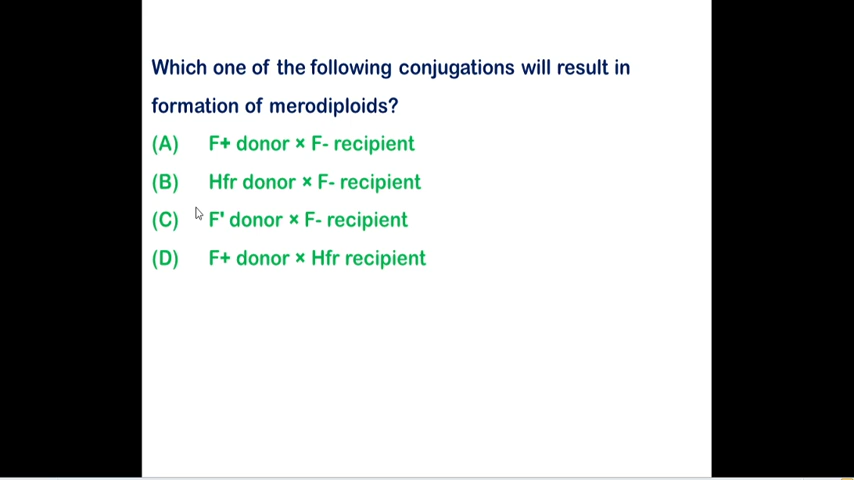 Which one of the following conjugations will result in
formation of merodiploids?
(A) F+ donor × F- recipient
(B) Hfr donor × F- recipient
(C) F' donor × F- recipient
(D) F+ donor × Hfr recipient